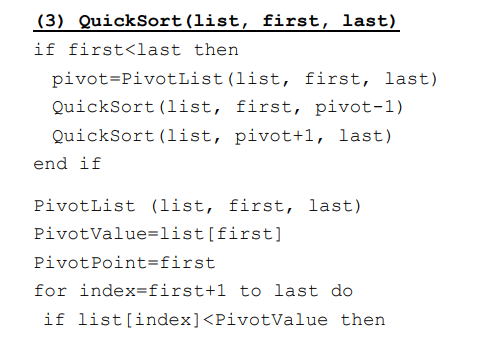 (3) QuickSort(list, first, last)
if first<last then
pivot=PivotList(list, first, last)
QuickSort(list, first, pivot-1)
QuickSort(list, pivot+1, last)
end if
PivotList (list, first, last)
PivotValue=list[first]
PivotPoint=first
for index=first+1 to last do
if list[index]<PivotValue then